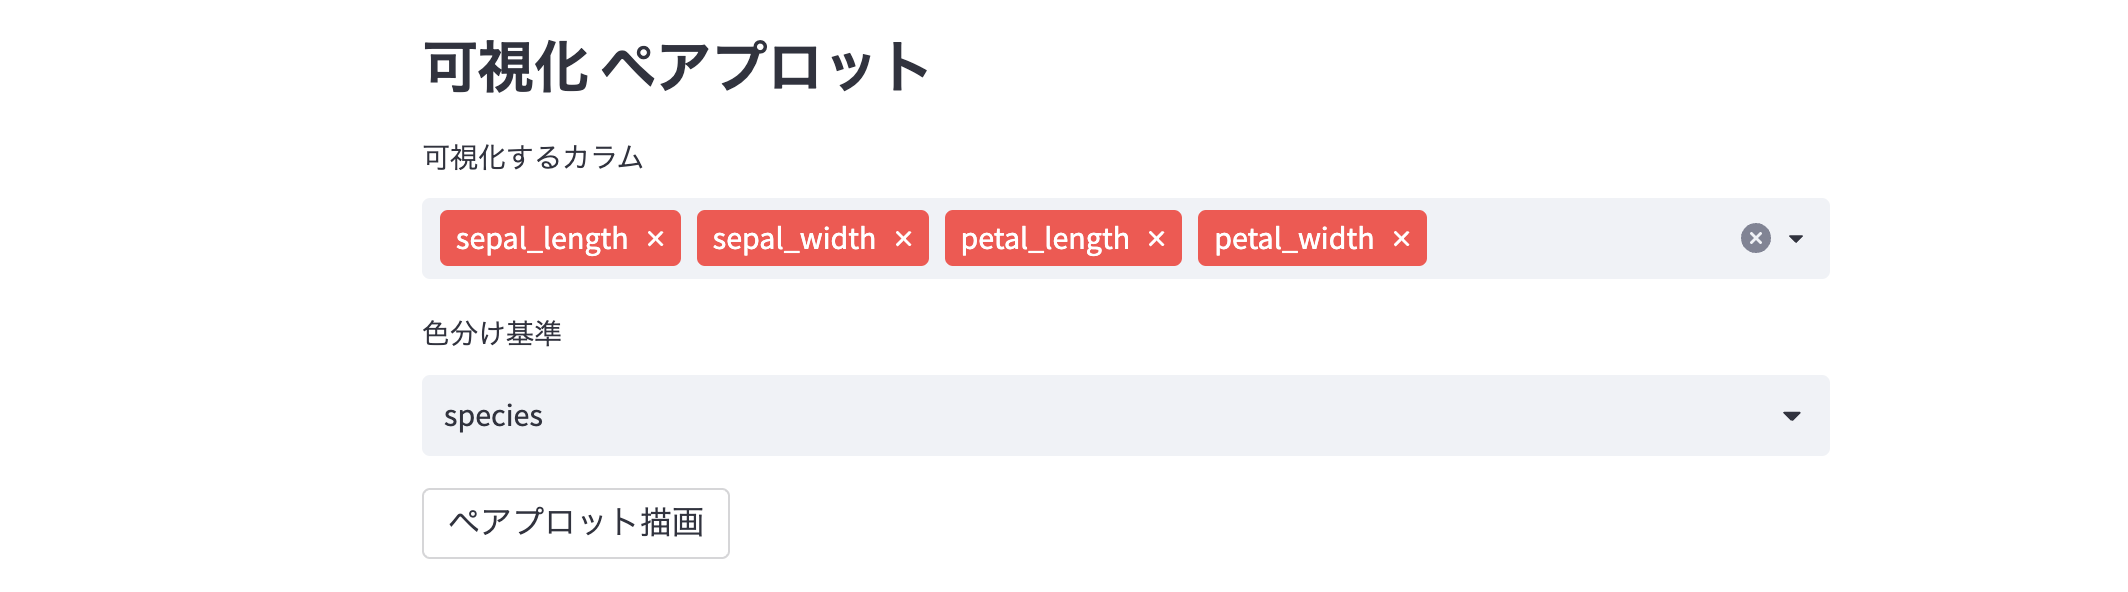 可視化 ペアプロット
可視化するカラム
sepal_length × sepal_width × petal_length × petal_width ×
色分け基準
species
ペアプロット描画